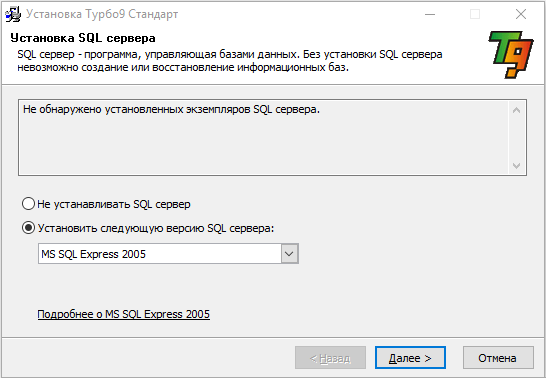 Установка Турбо9 Стандарт
Установка SQL сервера
SQL сервер - программа, управляющая базами данных. Без установки SQL сервера
невозможно создание или восстановление информационных баз.
Т9
Не обнаружено установленных экземпляров SQL сервера.
Не устанавливать SQL сервер
Установить следующую версию SQL сервера:
MS SQL Express 2005
Подробнее о MS SQL Express 2005
< Назад
Далее >
Отмена